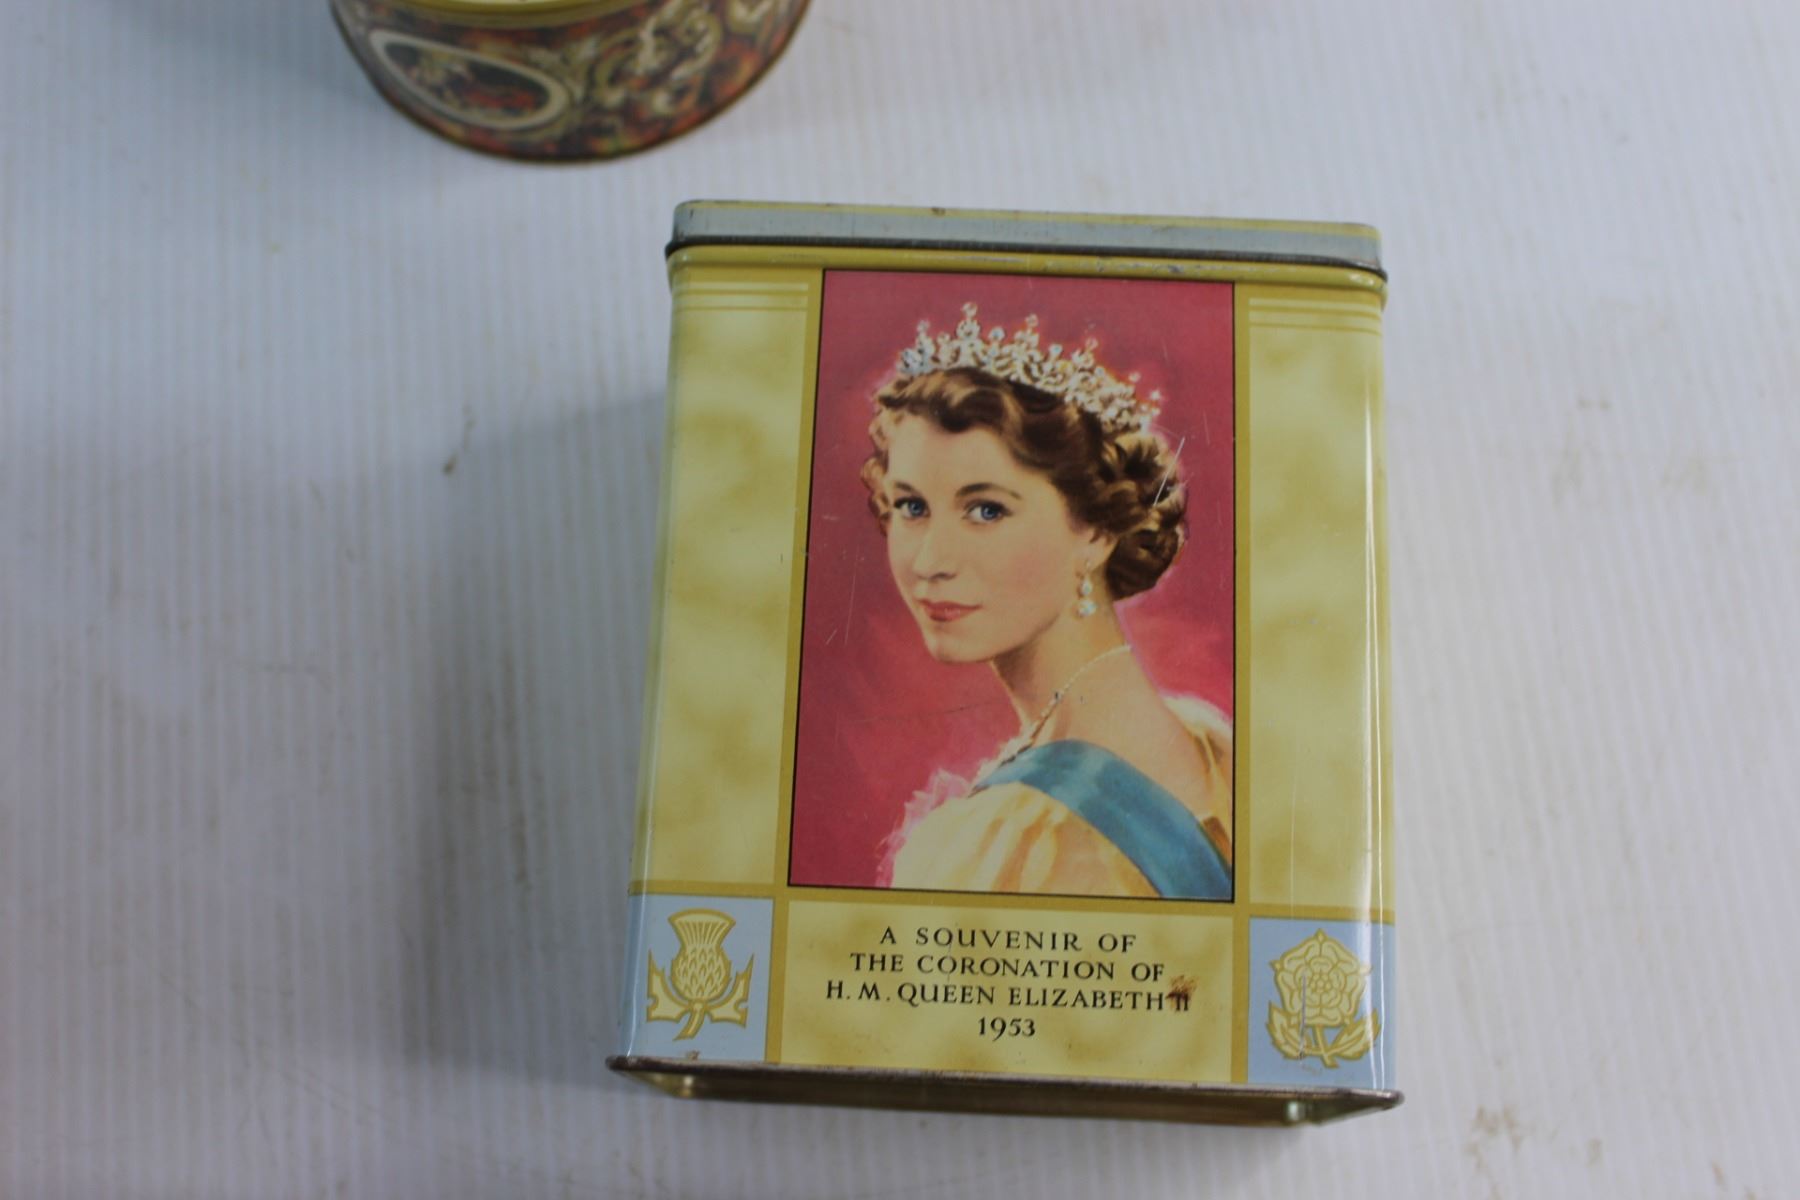 A SOUVENIR OF
THE CORONATION OF
H. M. QUEEN ELIZABETH II
1953